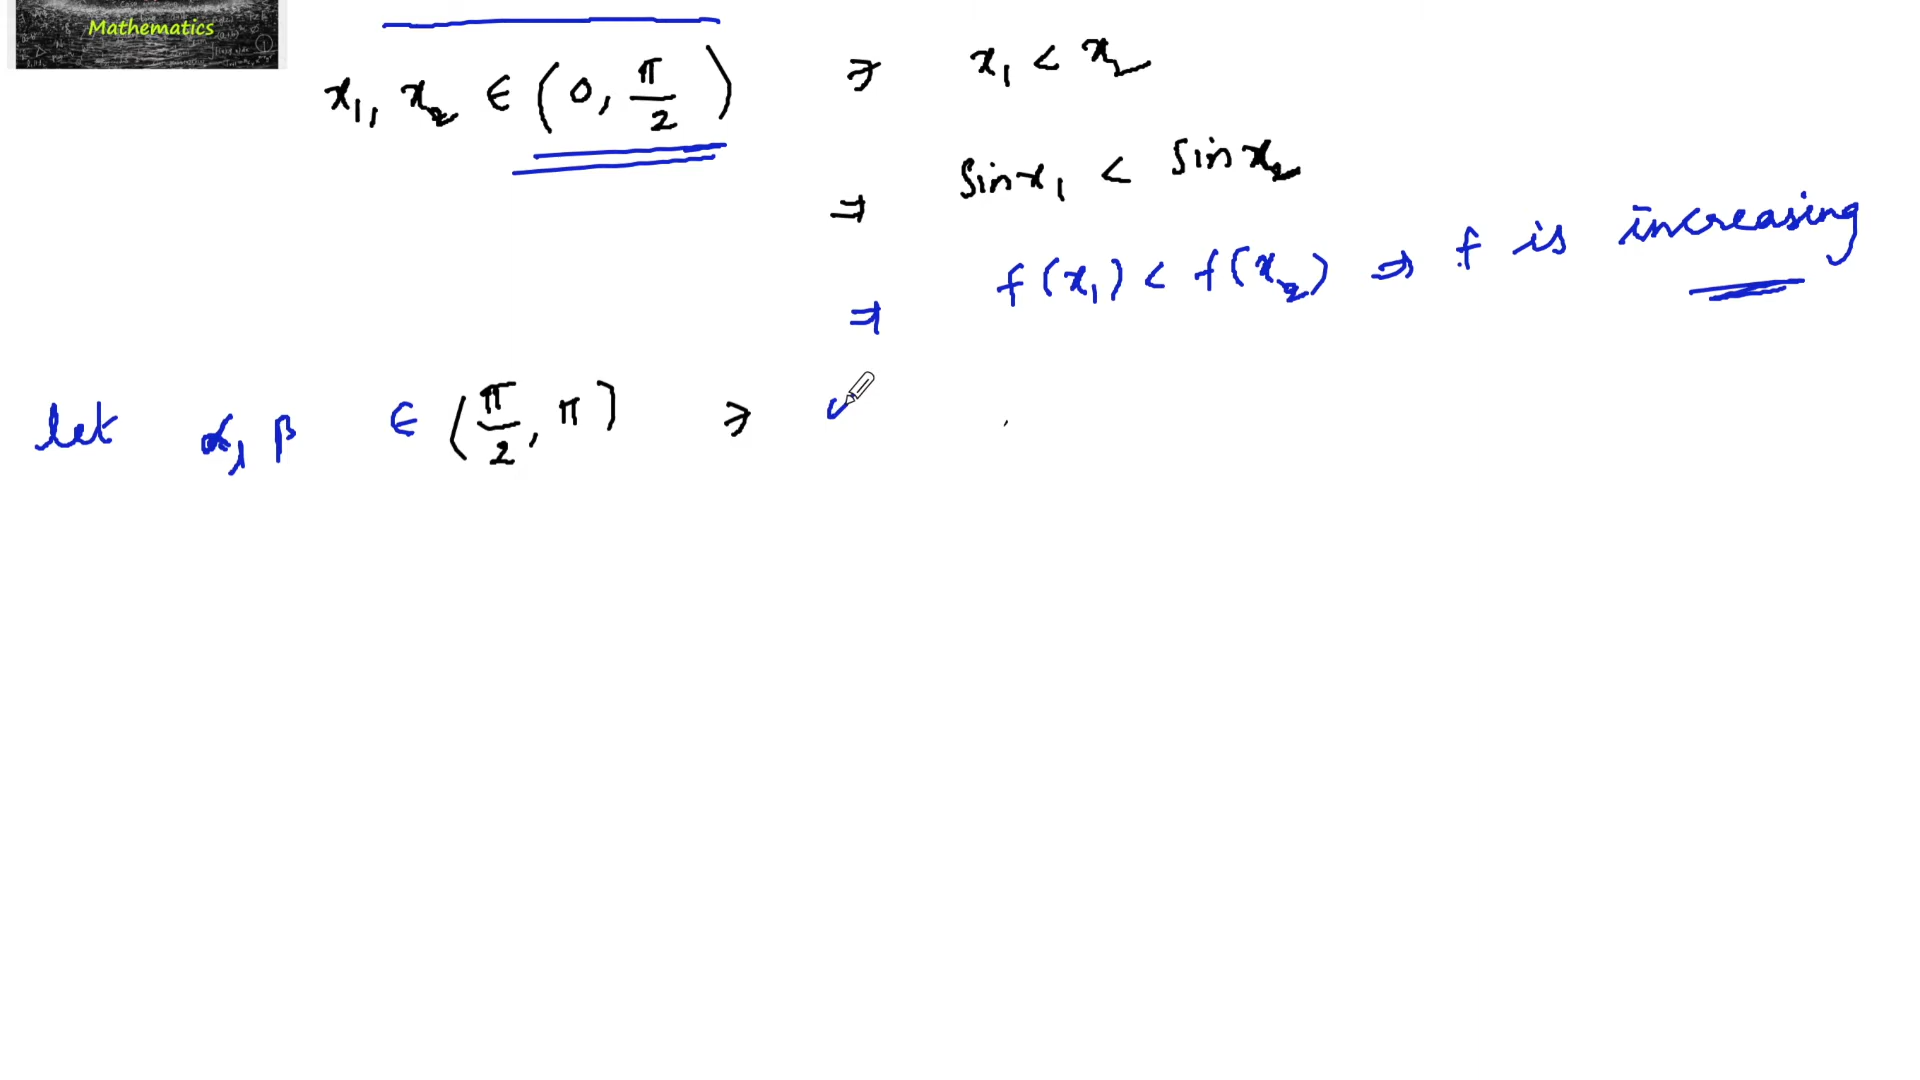 Mathematics
x₁, x₂ ∈ (0, π/2) ⇒ x₁ < x₂
⇒ Sin x₁ < Sin x₂
⇒ f(x₁) < f(x₂) ⇒ f is increasing
let α, β ∈ (π/2, π) ⇒